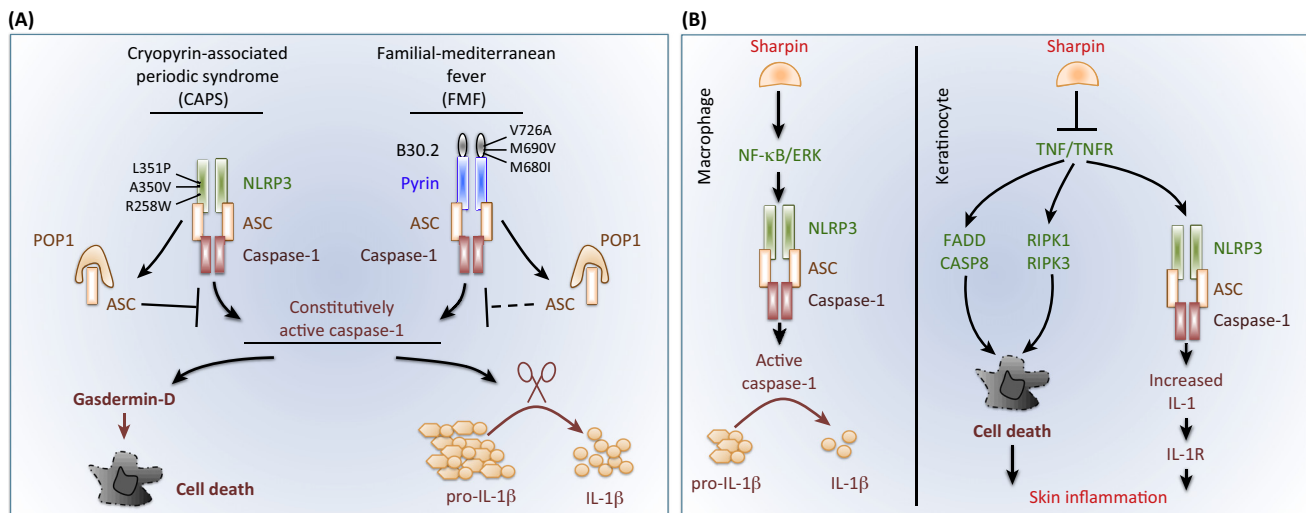 (A)
Cryopyrin-associated
periodic syndrome
(CAPS)
Familial-mediterranean
fever
(FMF)
L351P
A350V
R258W
NLRP3
ASC
Caspase-1
POP1
ASC
B30.2
Pyrin
ASC
Caspase-1
V726A
M690V
M680I
POP1
ASC
Constitutively
active caspase-1
Gasdermin-D
Cell death
pro-IL-1β
IL-1β
(B)
Macrophage
Sharpin
NF-κB/ERK
NLRP3
ASC
Caspase-1
Active
caspase-1
pro-IL-1β
IL-1β
Keratinocyte
Sharpin
TNF/TNFR
FADD
CASP8
RIPK1
RIPK3
NLRP3
ASC
Caspase-1
Cell death
Increased
IL-1
IL-1R
Skin inflammation